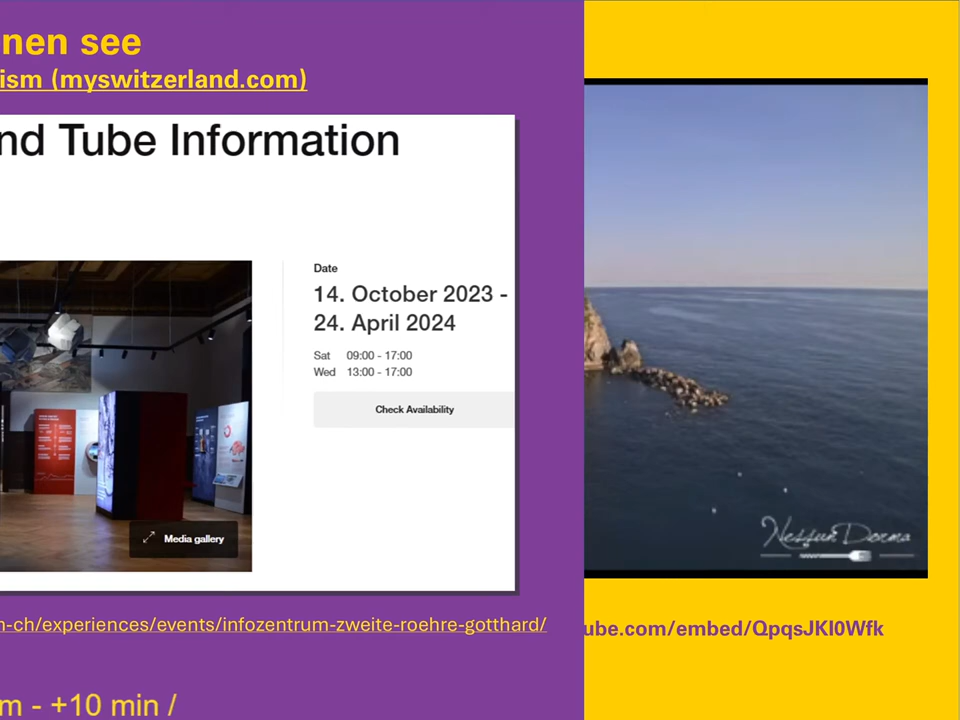 nen see
ism (myswitzerland.com)
nd Tube Information
Date
14. October 2023 -
24. April 2024
Sat 09:00 - 17:00
Wed 13:00 - 17:00
Check Availability
Media gallery
Nessun Dorma
n-ch/experiences/events/infozentrum-zweite-roehre-gotthard/
ube.com/embed/QpqsJKI0Wfk
m - +10 min /